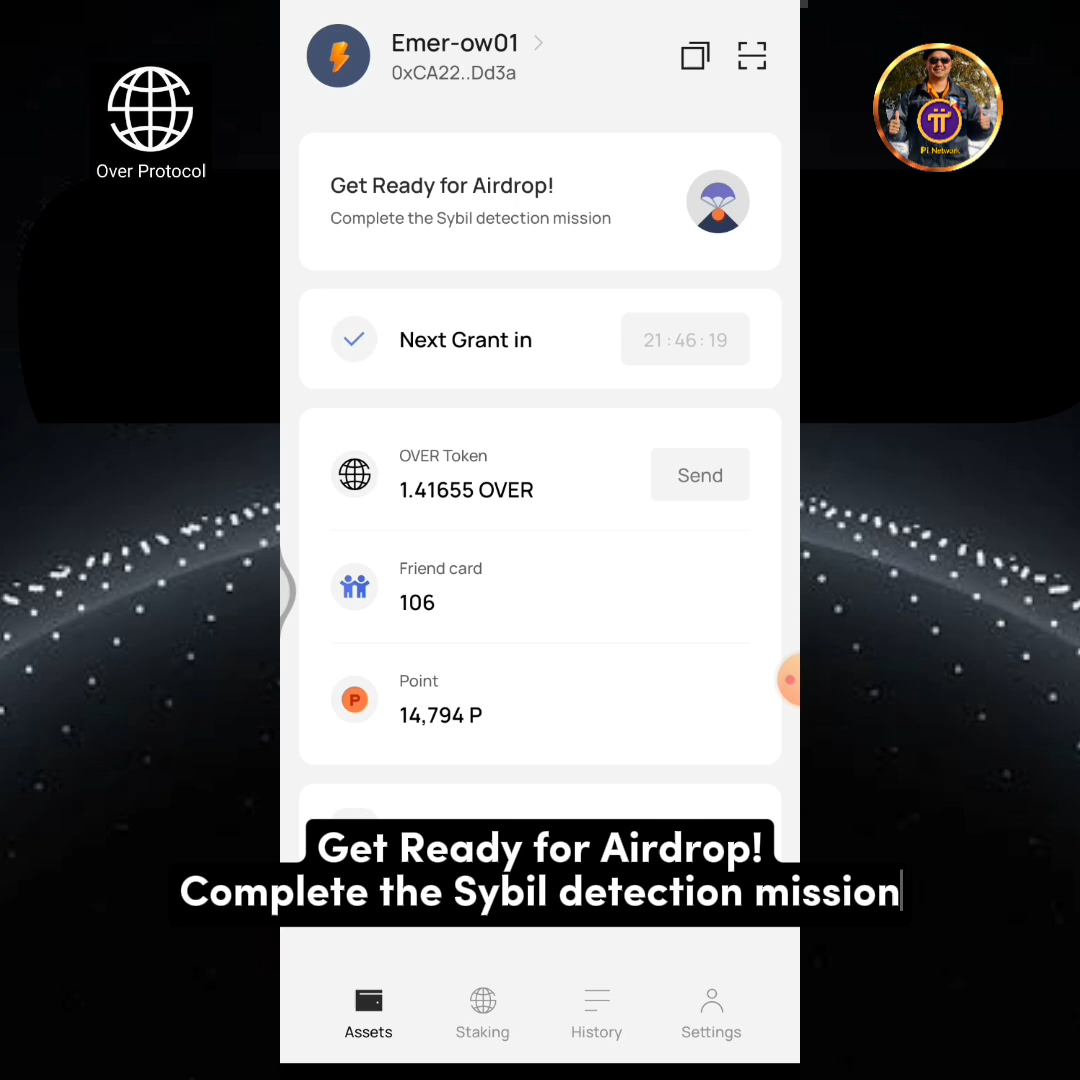 Emer-ow01
0xCA22..Dd3a
Over Protocol
Pi Network
Get Ready for Airdrop!
Complete the Sybil detection mission
Next Grant in
21 : 46 : 19
OVER Token
1.41655 OVER
Send
Friend card
106
Point
P
14,794 P
Get Ready for Airdrop!
Complete the Sybil detection mission
Assets
Staking
History
Settings